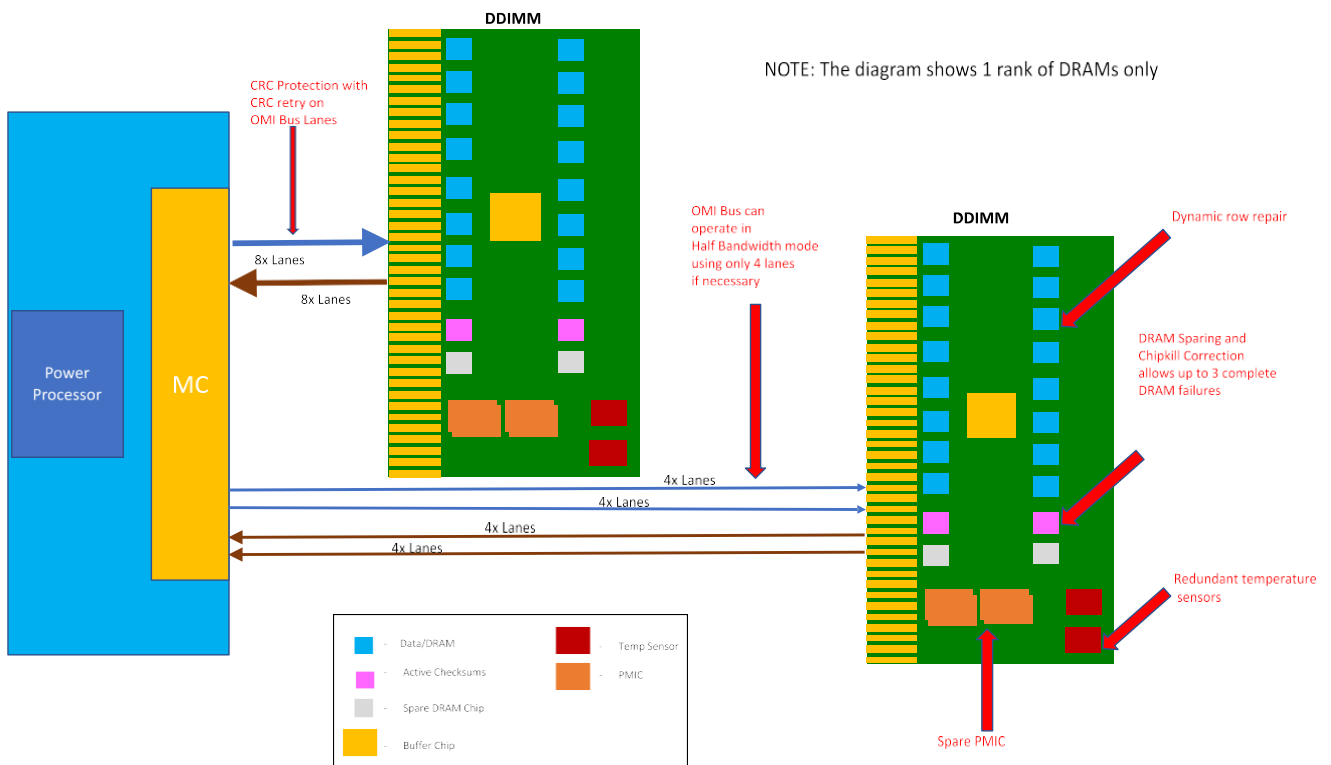 DDIMM
NOTE: The diagram shows 1 rank of DRAMs only
CRC Protection with
CRC retry on
OMI Bus Lanes
8x Lanes
8x Lanes
Power
Processor
MC
OMI Bus can
operate in
Half Bandwidth mode
using only 4 lanes
if necessary
DDIMM
Dynamic row repair
DRAM Sparing and
Chipkill Correction
allows up to 3 complete
DRAM failures
4x Lanes
4x Lanes
4x Lanes
4x Lanes
Redundant temperature
sensors
Spare PMIC
- Data/DRAM
- Active Checksums
- Spare DRAM Chip
- Buffer Chip
- Temp Sensor
- PMIC